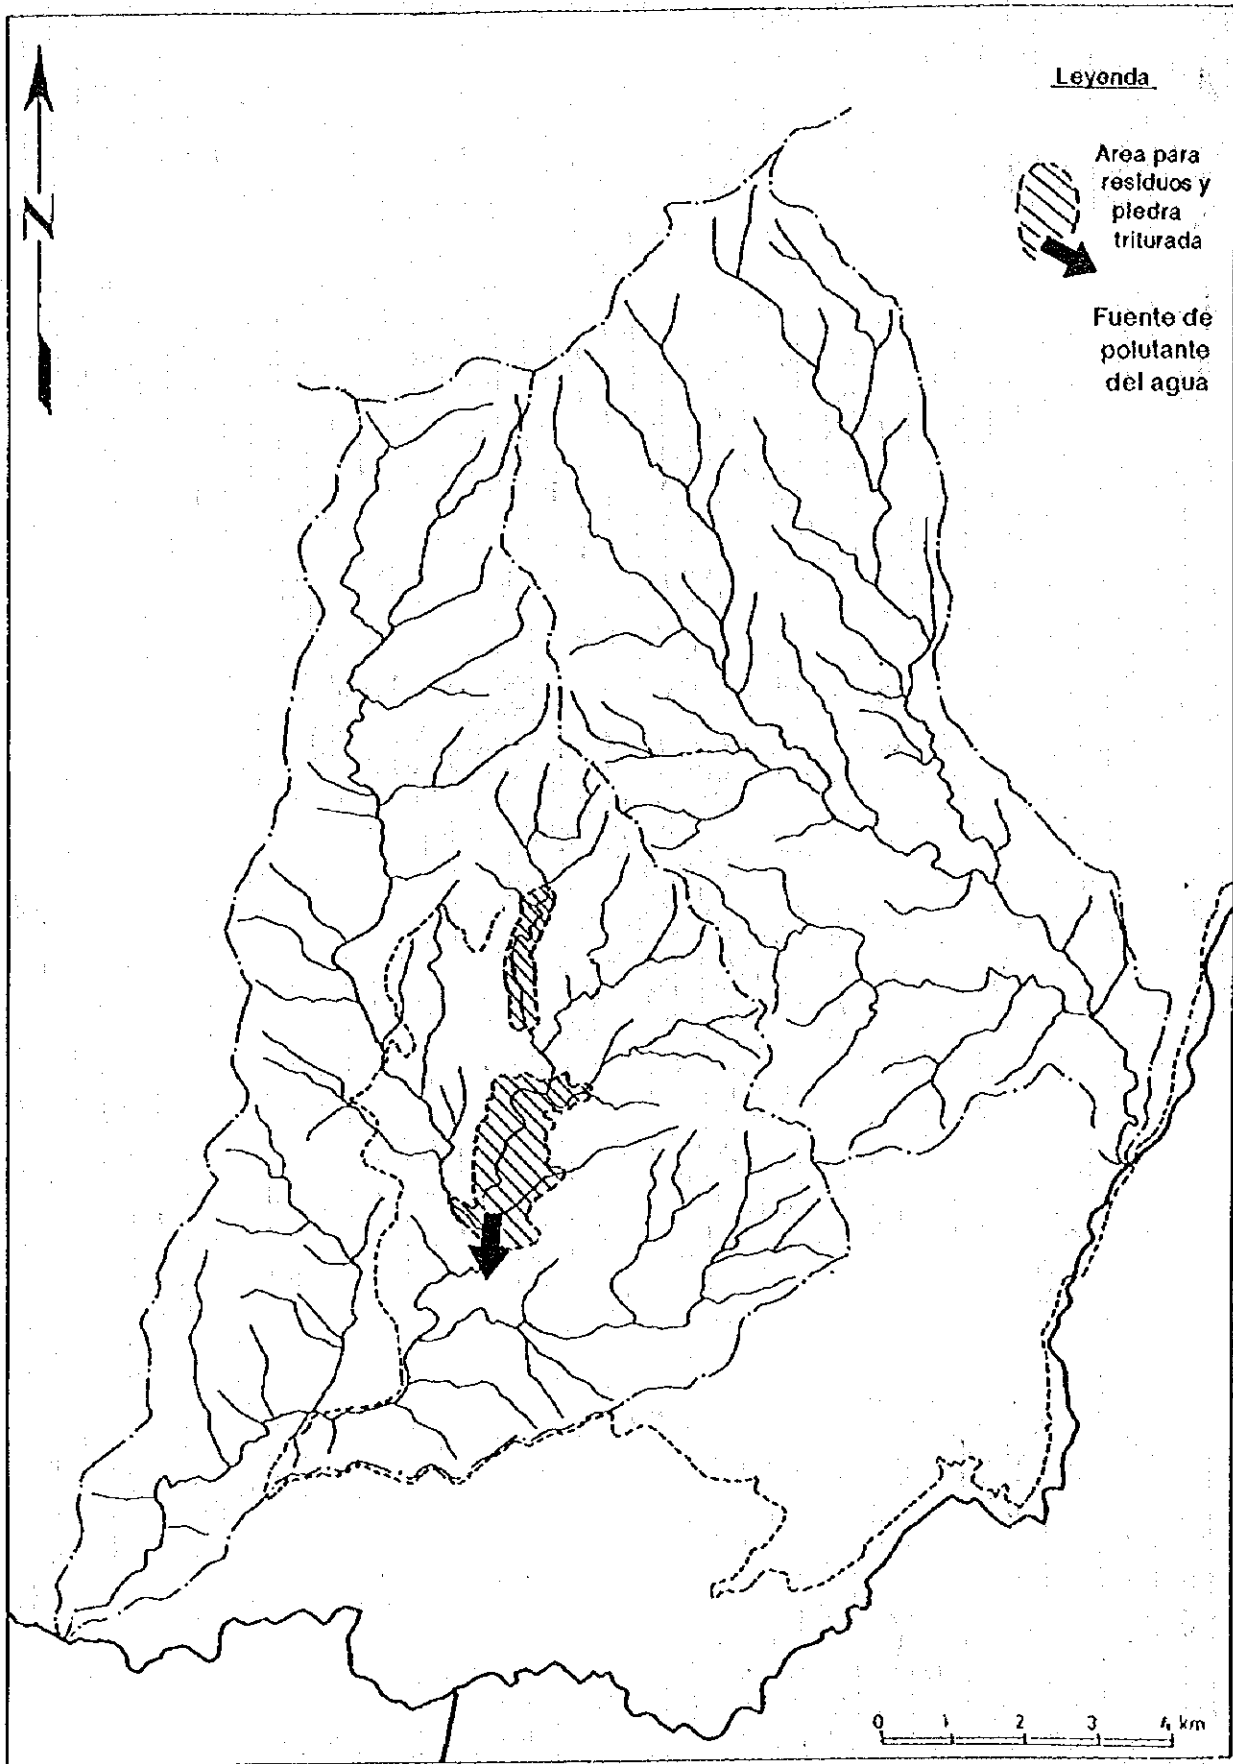 N
Leyenda
Area para
residuos y
piedra
triturada
Fuente de
polutante
del agua
0 1 2 3 4 km